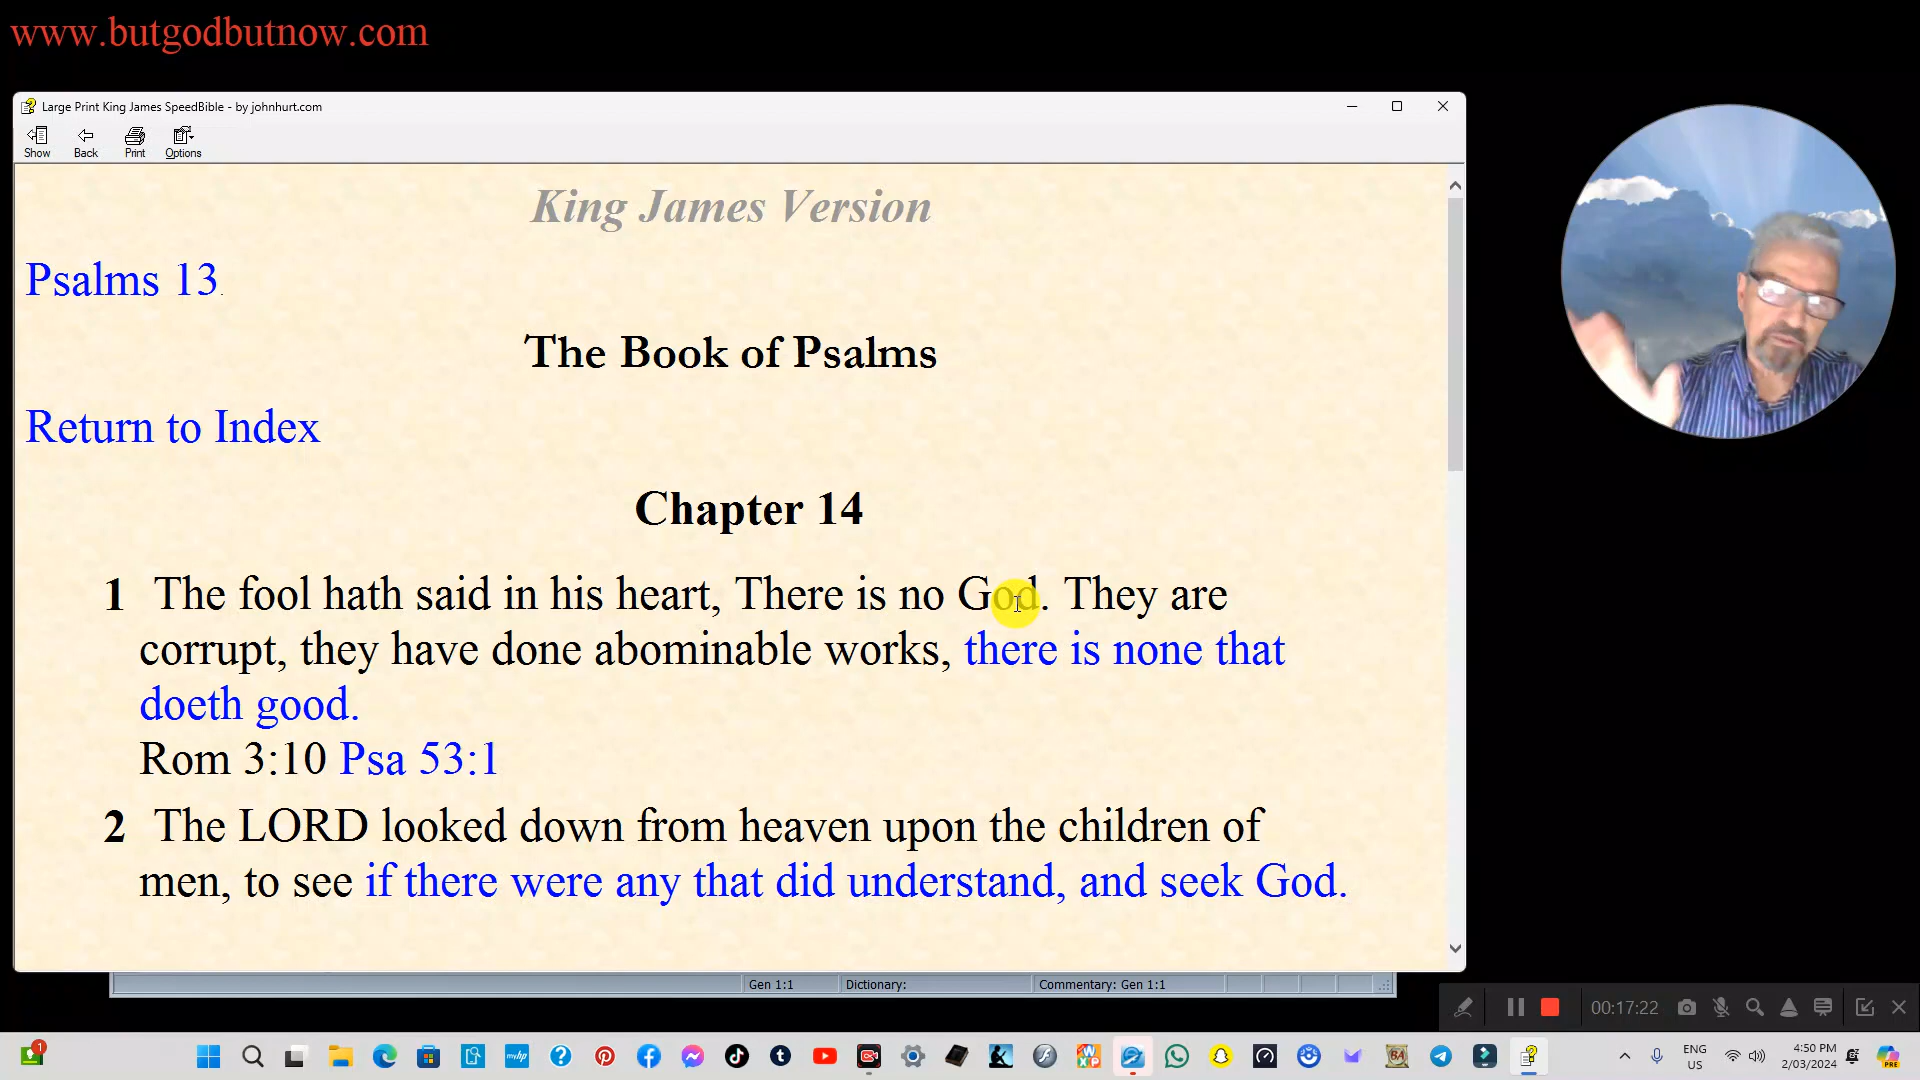 www.butgodbutnow.com
Large Print King James SpeedBible - by johnhurt.com
Show Back Print Options
King James Version
Psalms 13.
The Book of Psalms
Return to Index
Chapter 14
1 The fool hath said in his heart, There is no God. They are
corrupt, they have done abominable works, there is none that
doeth good.
Rom 3:10 Psa 53:1
2 The LORD looked down from heaven upon the children of
men, to see if there were any that did understand, and seek God.
Gen 1:1 Dictionary: Commentary: Gen 1:1
00:17:22
1
myhp
WXP
64
ENG
US
4:50 PM
2/03/2024
PRE